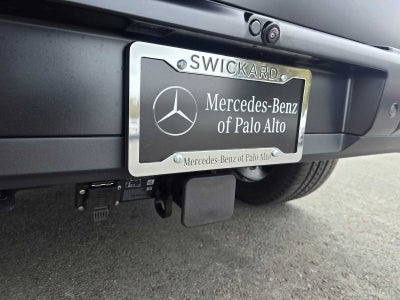 SWICKARD
Mercedes-Benz
of Palo Alto
Mercedes-Benz of Palo Alto